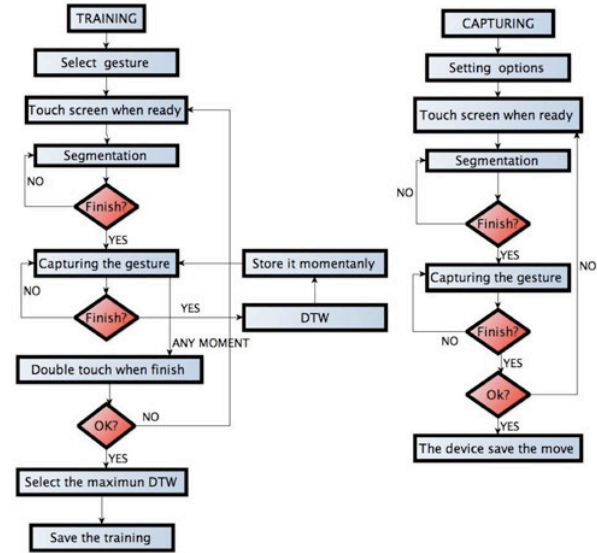 TRAINING
Select gesture
Touch screen when ready
Segmentation
NO
Finish?
YES
Capturing the gesture
Store it momentanly
NO
Finish?
YES
DTW
ANY MOMENT
Double touch when finish
OK?
NO
YES
Select the maximun DTW
Save the training
CAPTURING
Setting options
Touch screen when ready
Segmentation
NO
Finish?
YES
Capturing the gesture
NO
Finish?
NO
YES
Ok?
YES
The device save the move